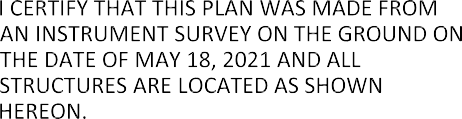 I CERTIFY THAT THIS PLAN WAS MADE FROM
AN INSTRUMENT SURVEY ON THE GROUND ON
THE DATE OF MAY 18, 2021 AND ALL
STRUCTURES ARE LOCATED AS SHOWN
HEREON.